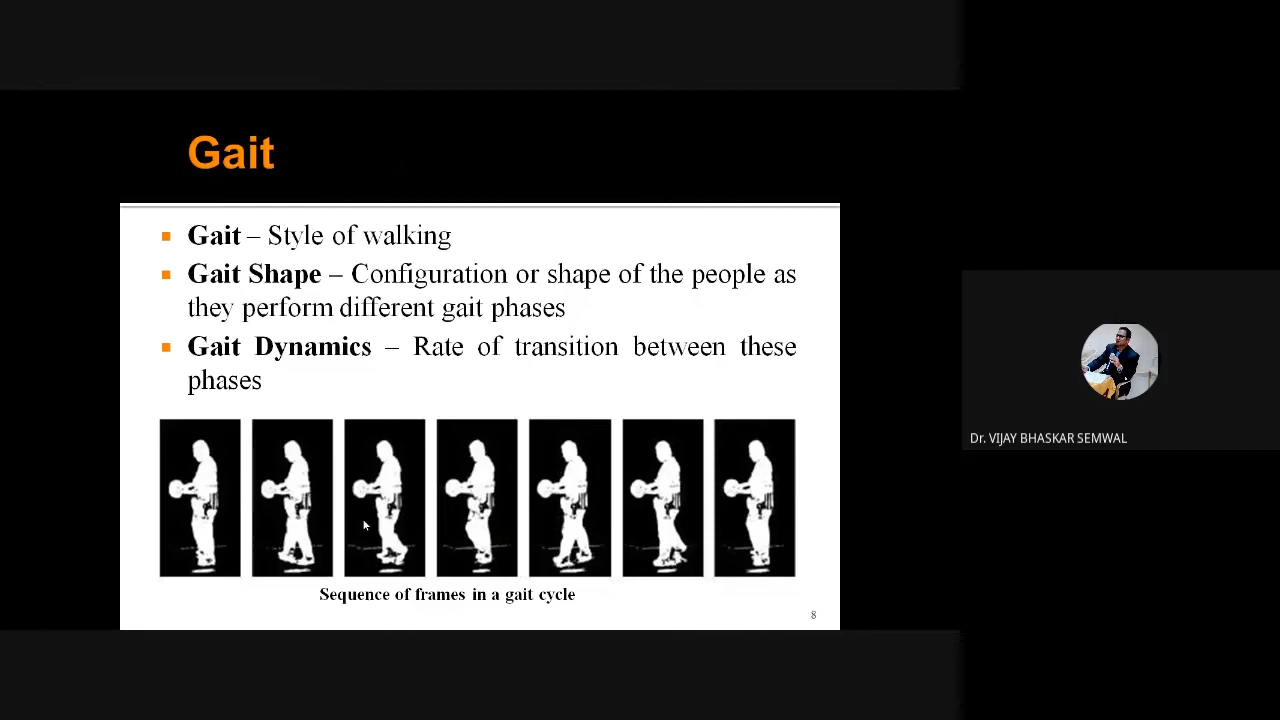 Gait
Gait – Style of walking
Gait Shape – Configuration or shape of the people as
they perform different gait phases
Gait Dynamics – Rate of transition between these
phases
Sequence of frames in a gait cycle
8
Dr. VIJAY BHASKAR SEMWAL